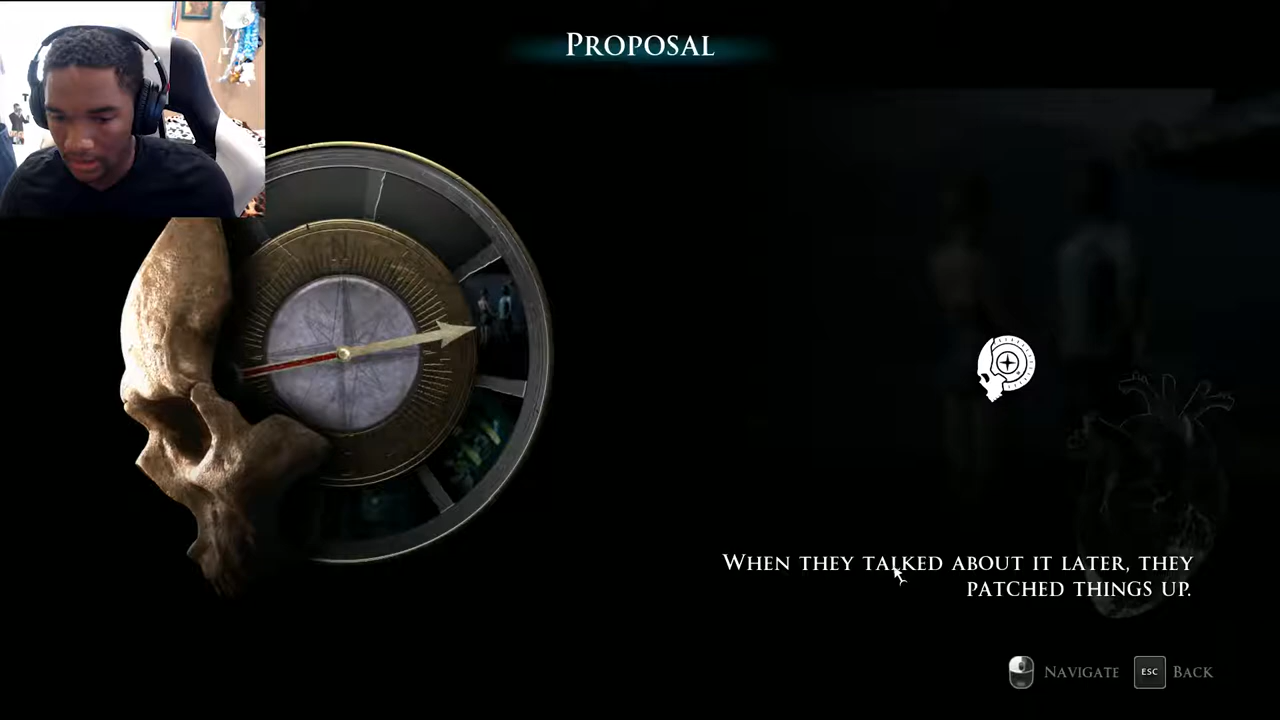 PROPOSAL
WHEN THEY TALKED ABOUT IT LATER, THEY
PATCHED THINGS UP.
NAVIGATE ESC BACK